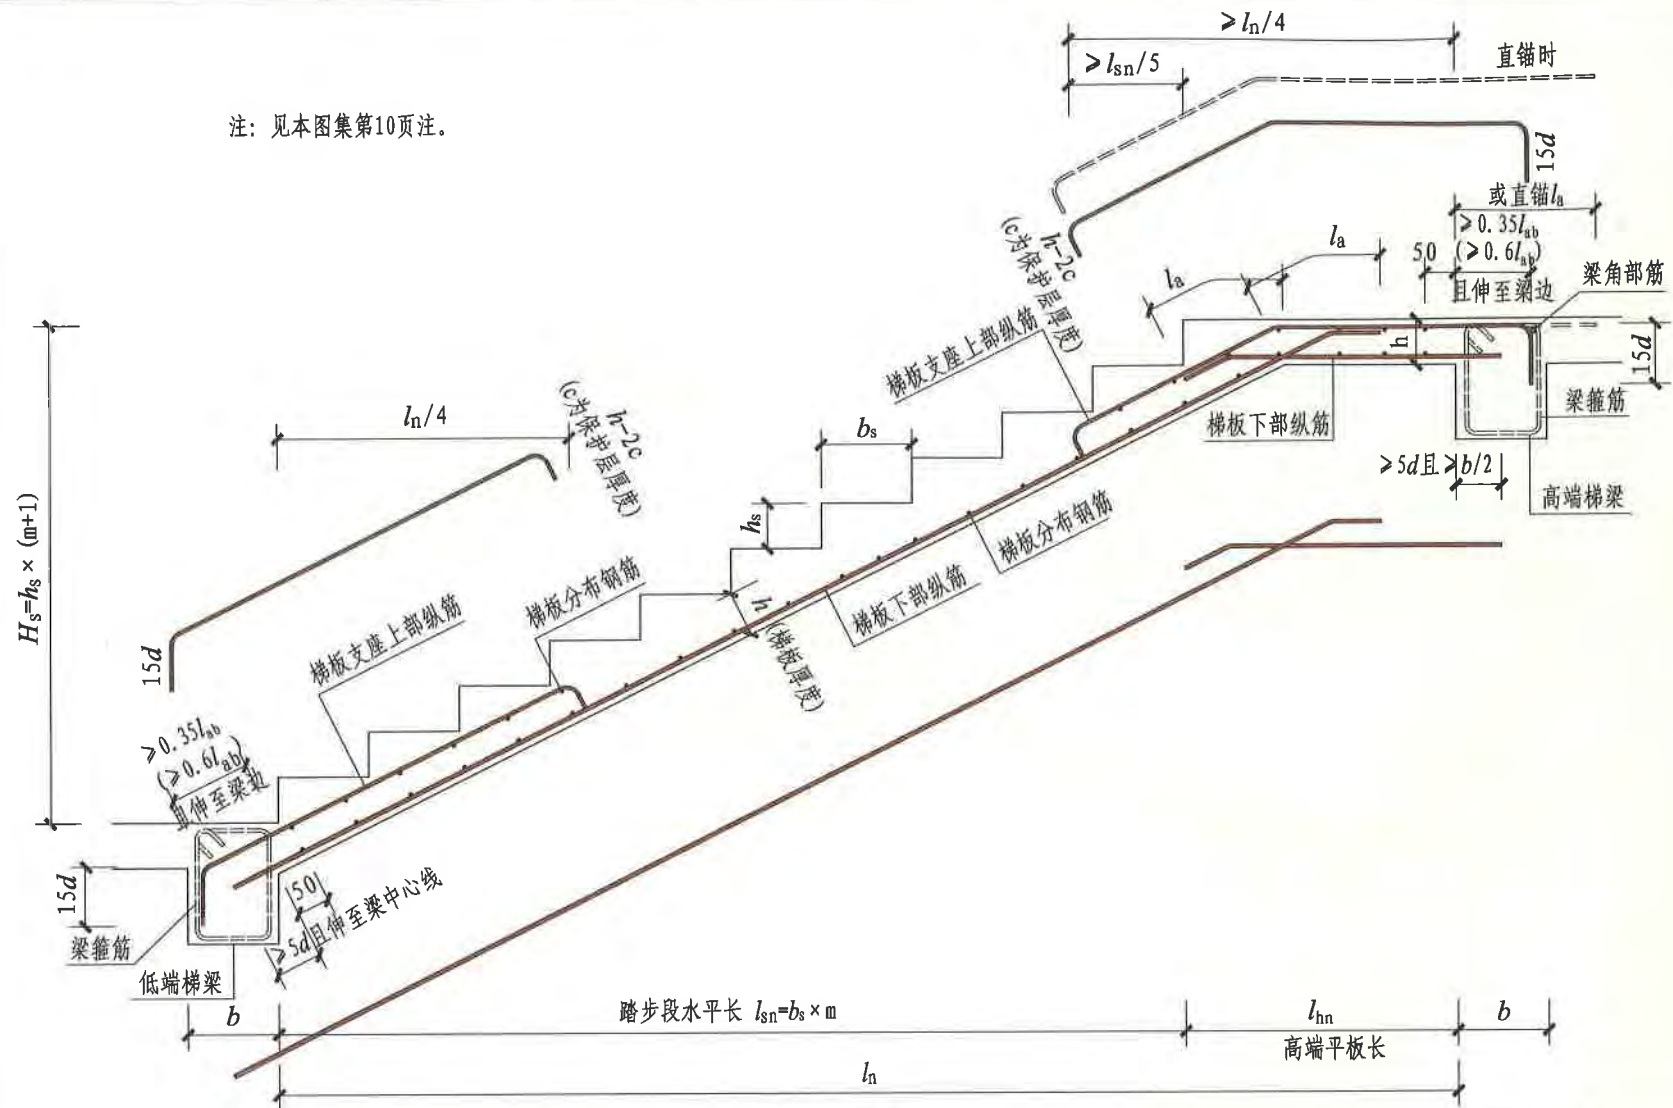 ≥ln/4
≥lsn/5
直锚时
注: 见本图集第10页注。
15d
或直锚la
≥0.35lab
(≥0.6lab)
50
且伸至梁边
la
la
h-2c
(c为保护层厚度)
梁角部筋
梯板支座上部纵筋
h
15d
梁箍筋
梯板下部纵筋
≥5d且≥b/2
高端梯梁
ln/4
h-2c
(c为保护层厚度)
bs
hs
梯板分布钢筋
梯板下部纵筋
h
(梯板厚度)
Hs=hs×(m+1)
梯板分布钢筋
梯板支座上部纵筋
15d
≥0.35lab
(≥0.6lab)
且伸至梁边
15d
50
≥5d且伸至梁中心线
梁箍筋
低端梯梁
b
踏步段水平长 lsn=bs×m
lhn
高端平板长
b
ln